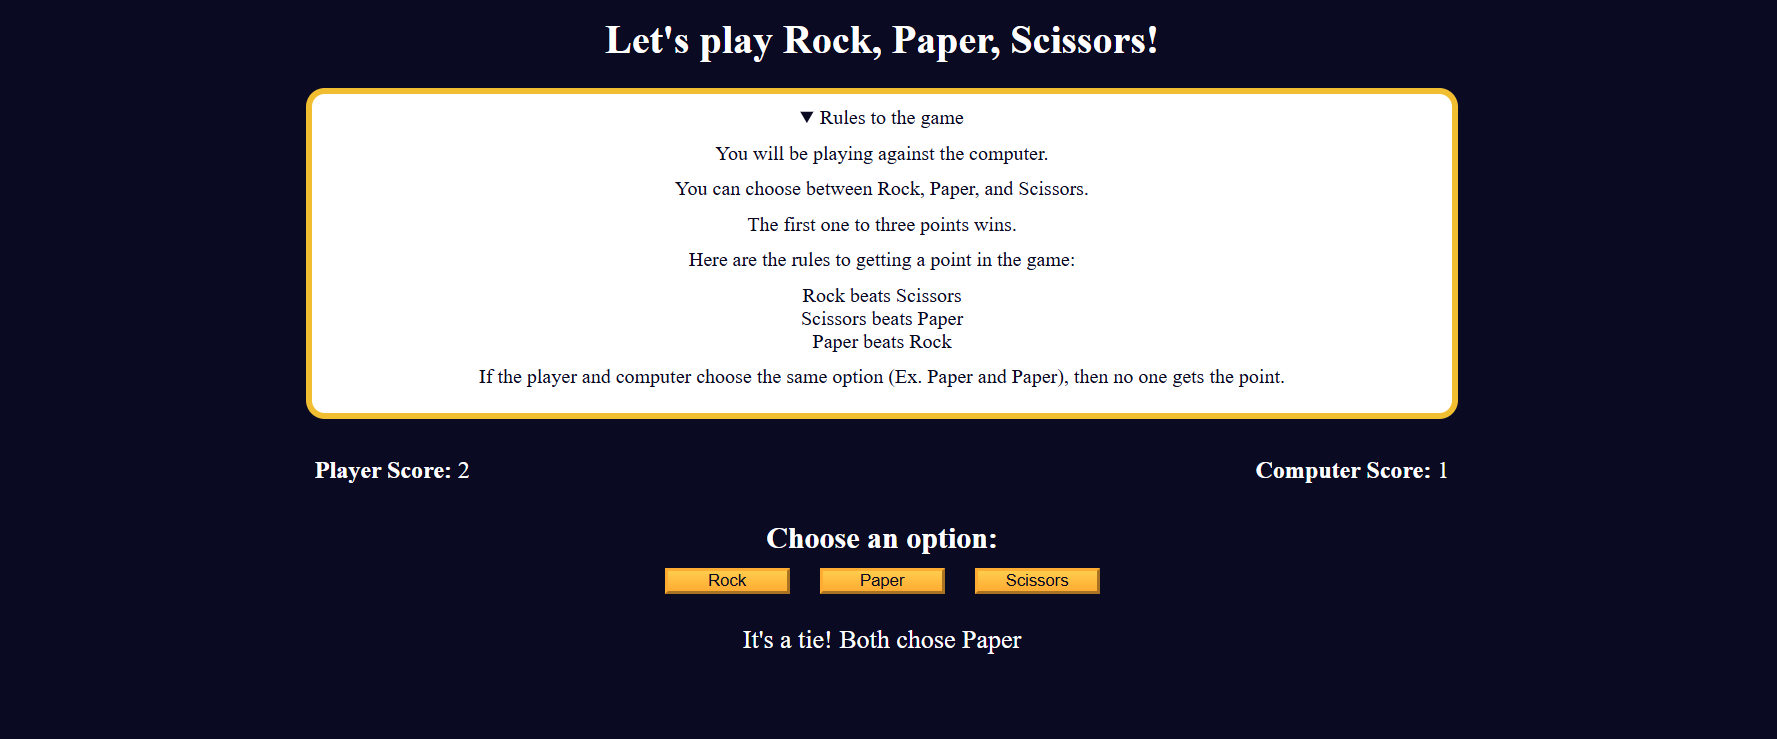 Let's play Rock, Paper, Scissors!
▼ Rules to the game
You will be playing against the computer.
You can choose between Rock, Paper, and Scissors.
The first one to three points wins.
Here are the rules to getting a point in the game:
Rock beats Scissors
Scissors beats Paper
Paper beats Rock
If the player and computer choose the same option (Ex. Paper and Paper), then no one gets the point.
Player Score: 2
Computer Score: 1
Choose an option:
Rock
Paper
Scissors
It's a tie! Both chose Paper